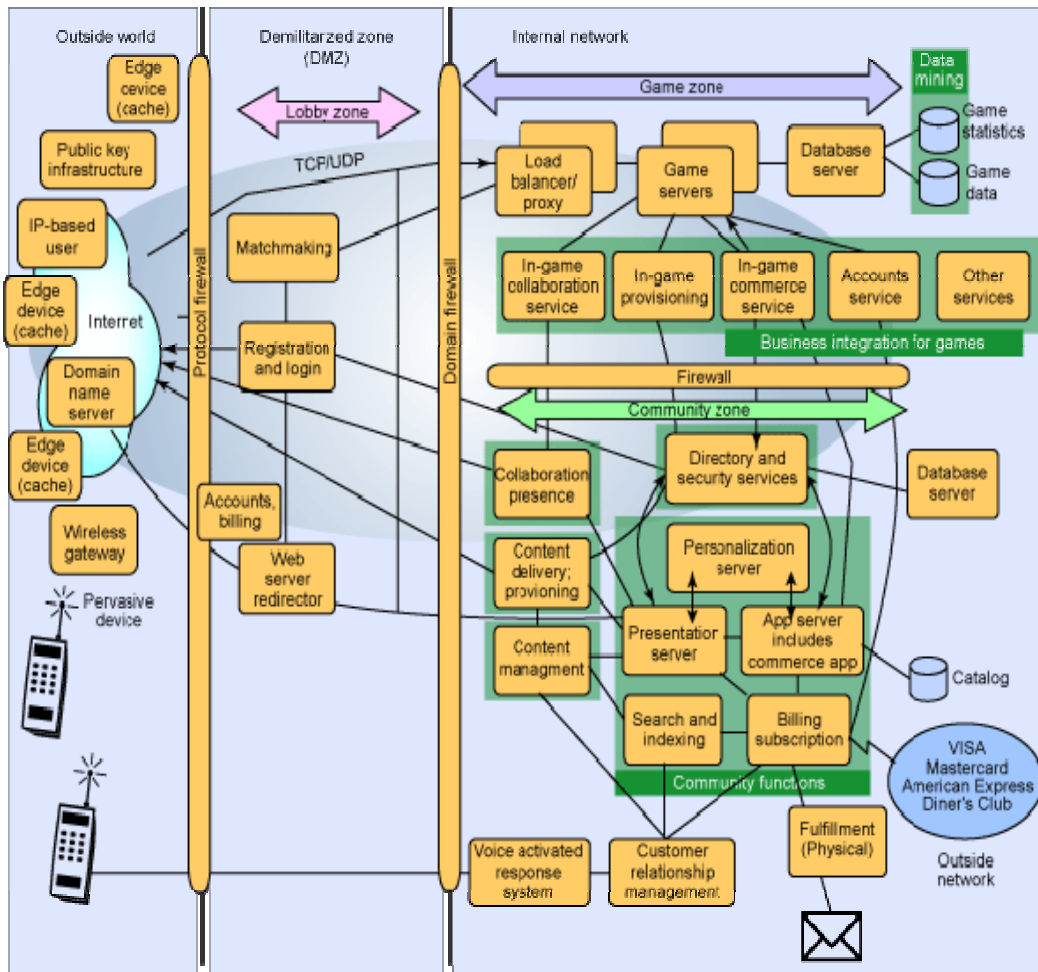 Outside world
Demilitarzed zone
(DMZ)
Internal network
Edge
cevice
(cache)
Lobby zone
Game zone
Data
mining
Game
statistics
Game
data
Public key
infrastructure
TCP/UDP
Load
balancer/
proxy
Game
servers
Database
server
IP-based
user
Matchmaking
In-game
collaboration
service
In-game
provisioning
In-game
commerce
service
Accounts
service
Other
services
Edge
device
(cache)
Internet
Protocol firewall
Registration
and login
Domain firewall
Business integration for games
Firewall
Domain
name
server
Community zone
Edge
device
(cache)
Collaboration
presence
Directory and
security services
Database
server
Accounts,
billing
Wireless
gateway
Web
server
redirector
Content
delivery;
provioning
Personalization
server
Pervasive
device
Content
managment
Presentation
server
App server
includes
commerce app
Catalog
Search and
indexing
Billing
subscription
VISA
Mastercard
American Express
Diner's Club
Community functions
Fulfillment
(Physical)
Outside
network
Voice activated
response
system
Customer
relationship
management